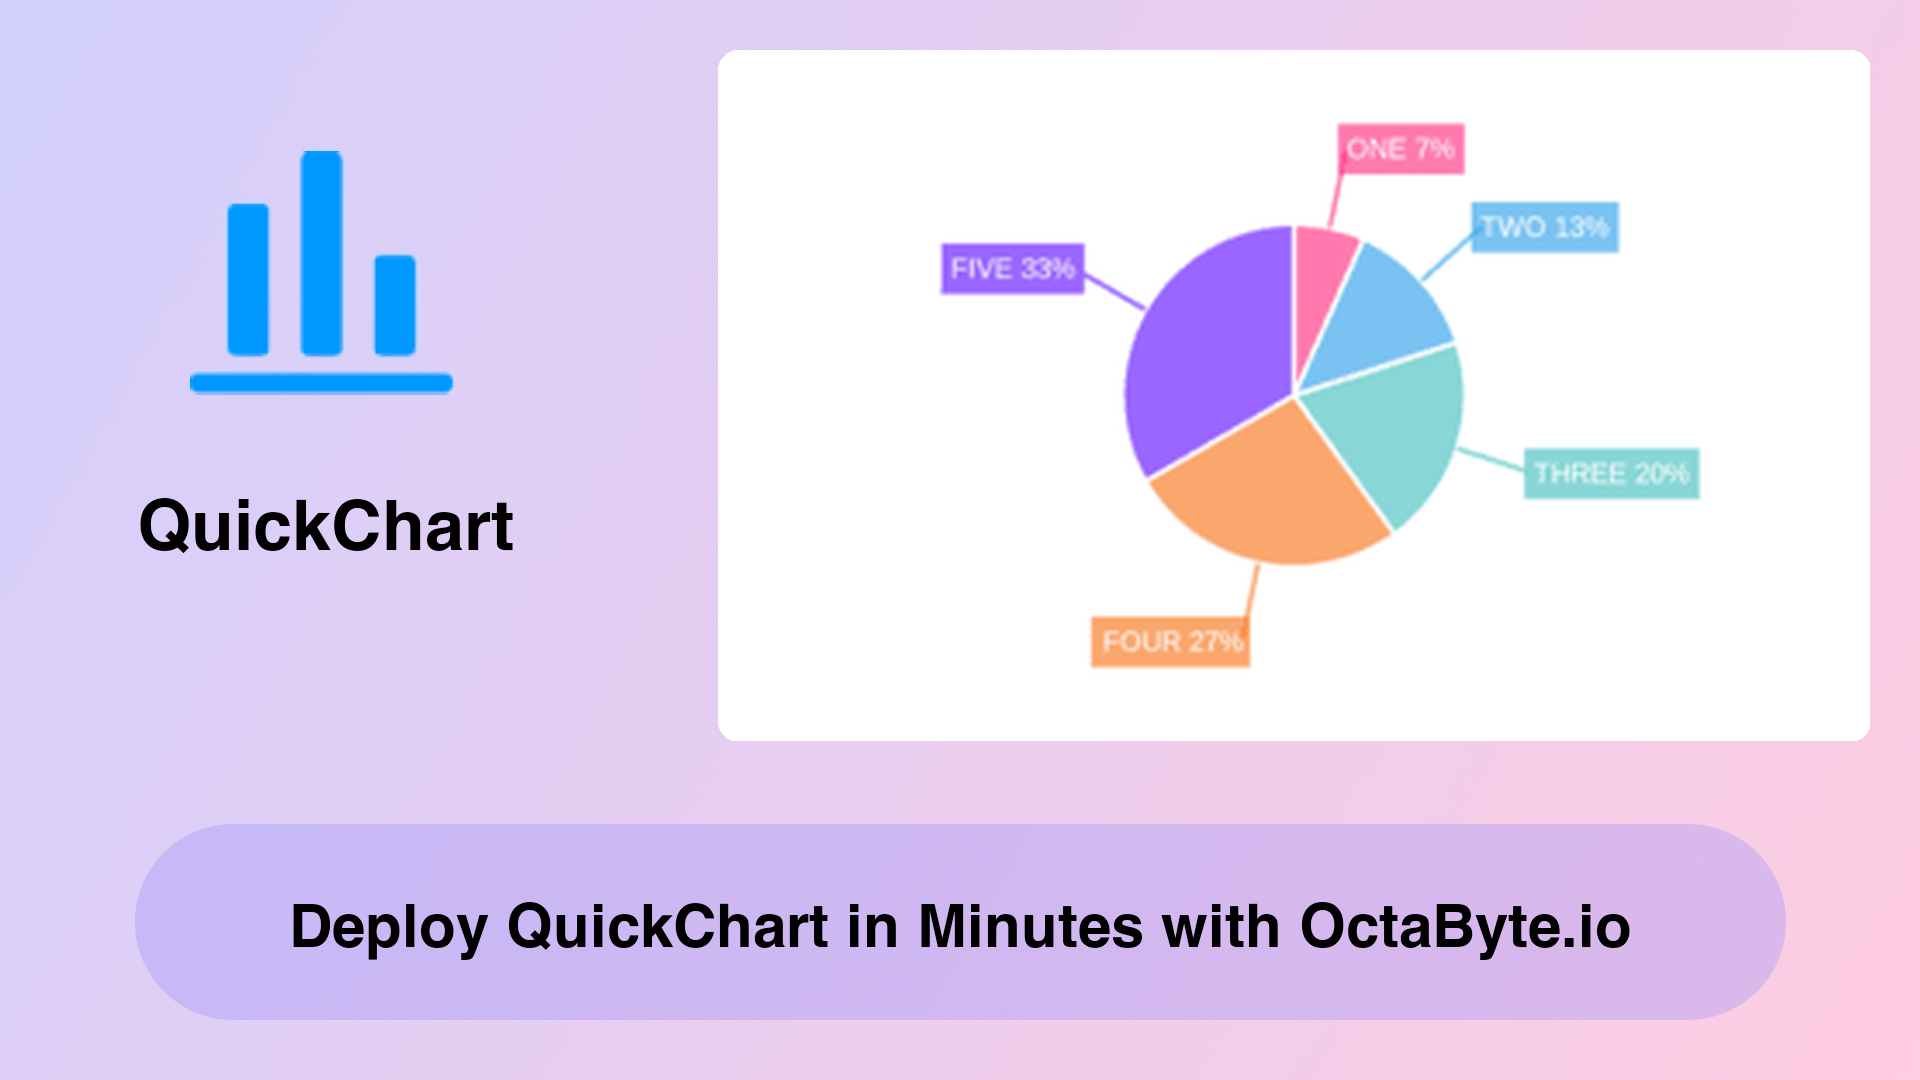 QuickChart
ONE 7%
TWO 13%
FIVE 33%
THREE 20%
FOUR 27%
Deploy QuickChart in Minutes with OctaByte.io